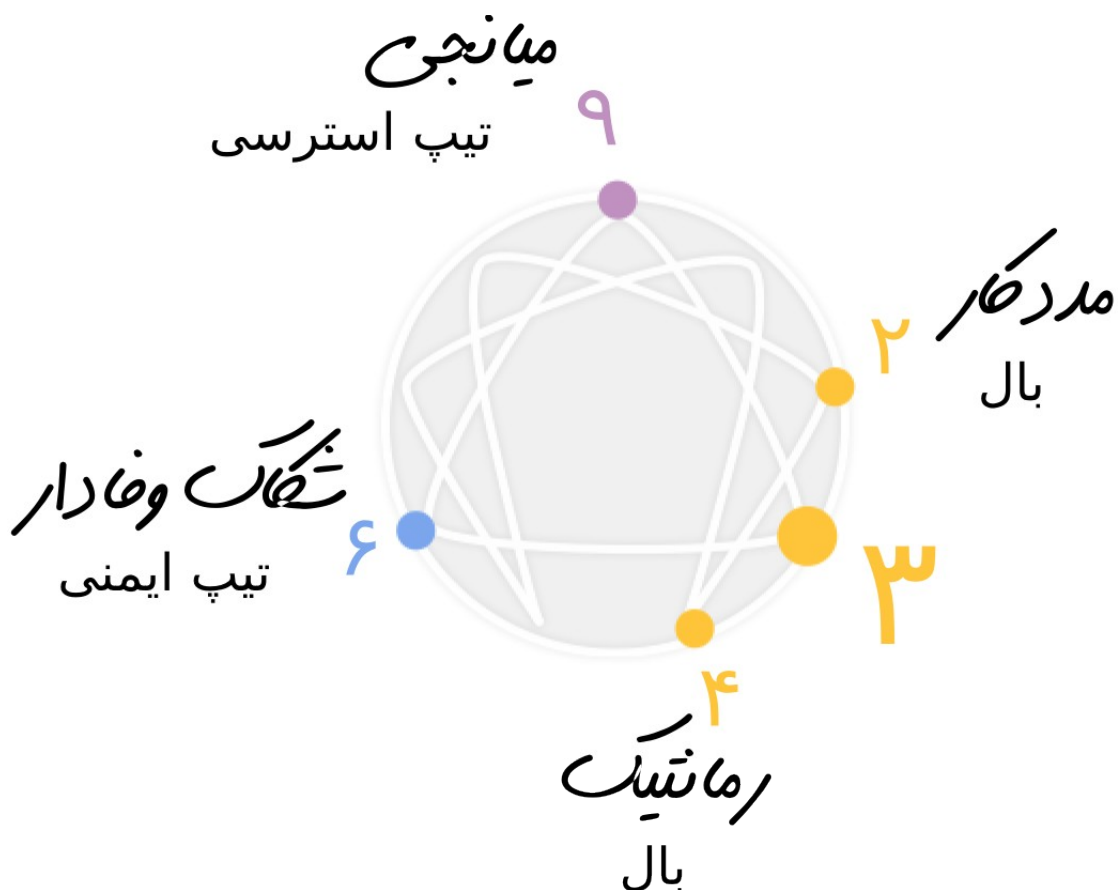 میانجی
۹
تیپ استرسی
مددکار
۲
بال
شکاک وفادار
۶
تیپ ایمنی
۳
۴
رمانتیک
بال